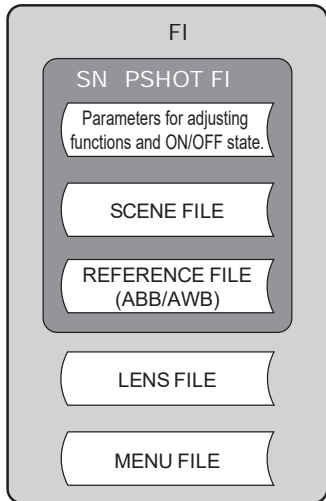 FI
SN PSHOT FI
Parameters for adjusting
functions and ON/OFF state.
SCENE FILE
REFERENCE FILE
(ABB/AWB)
LENS FILE
MENU FILE